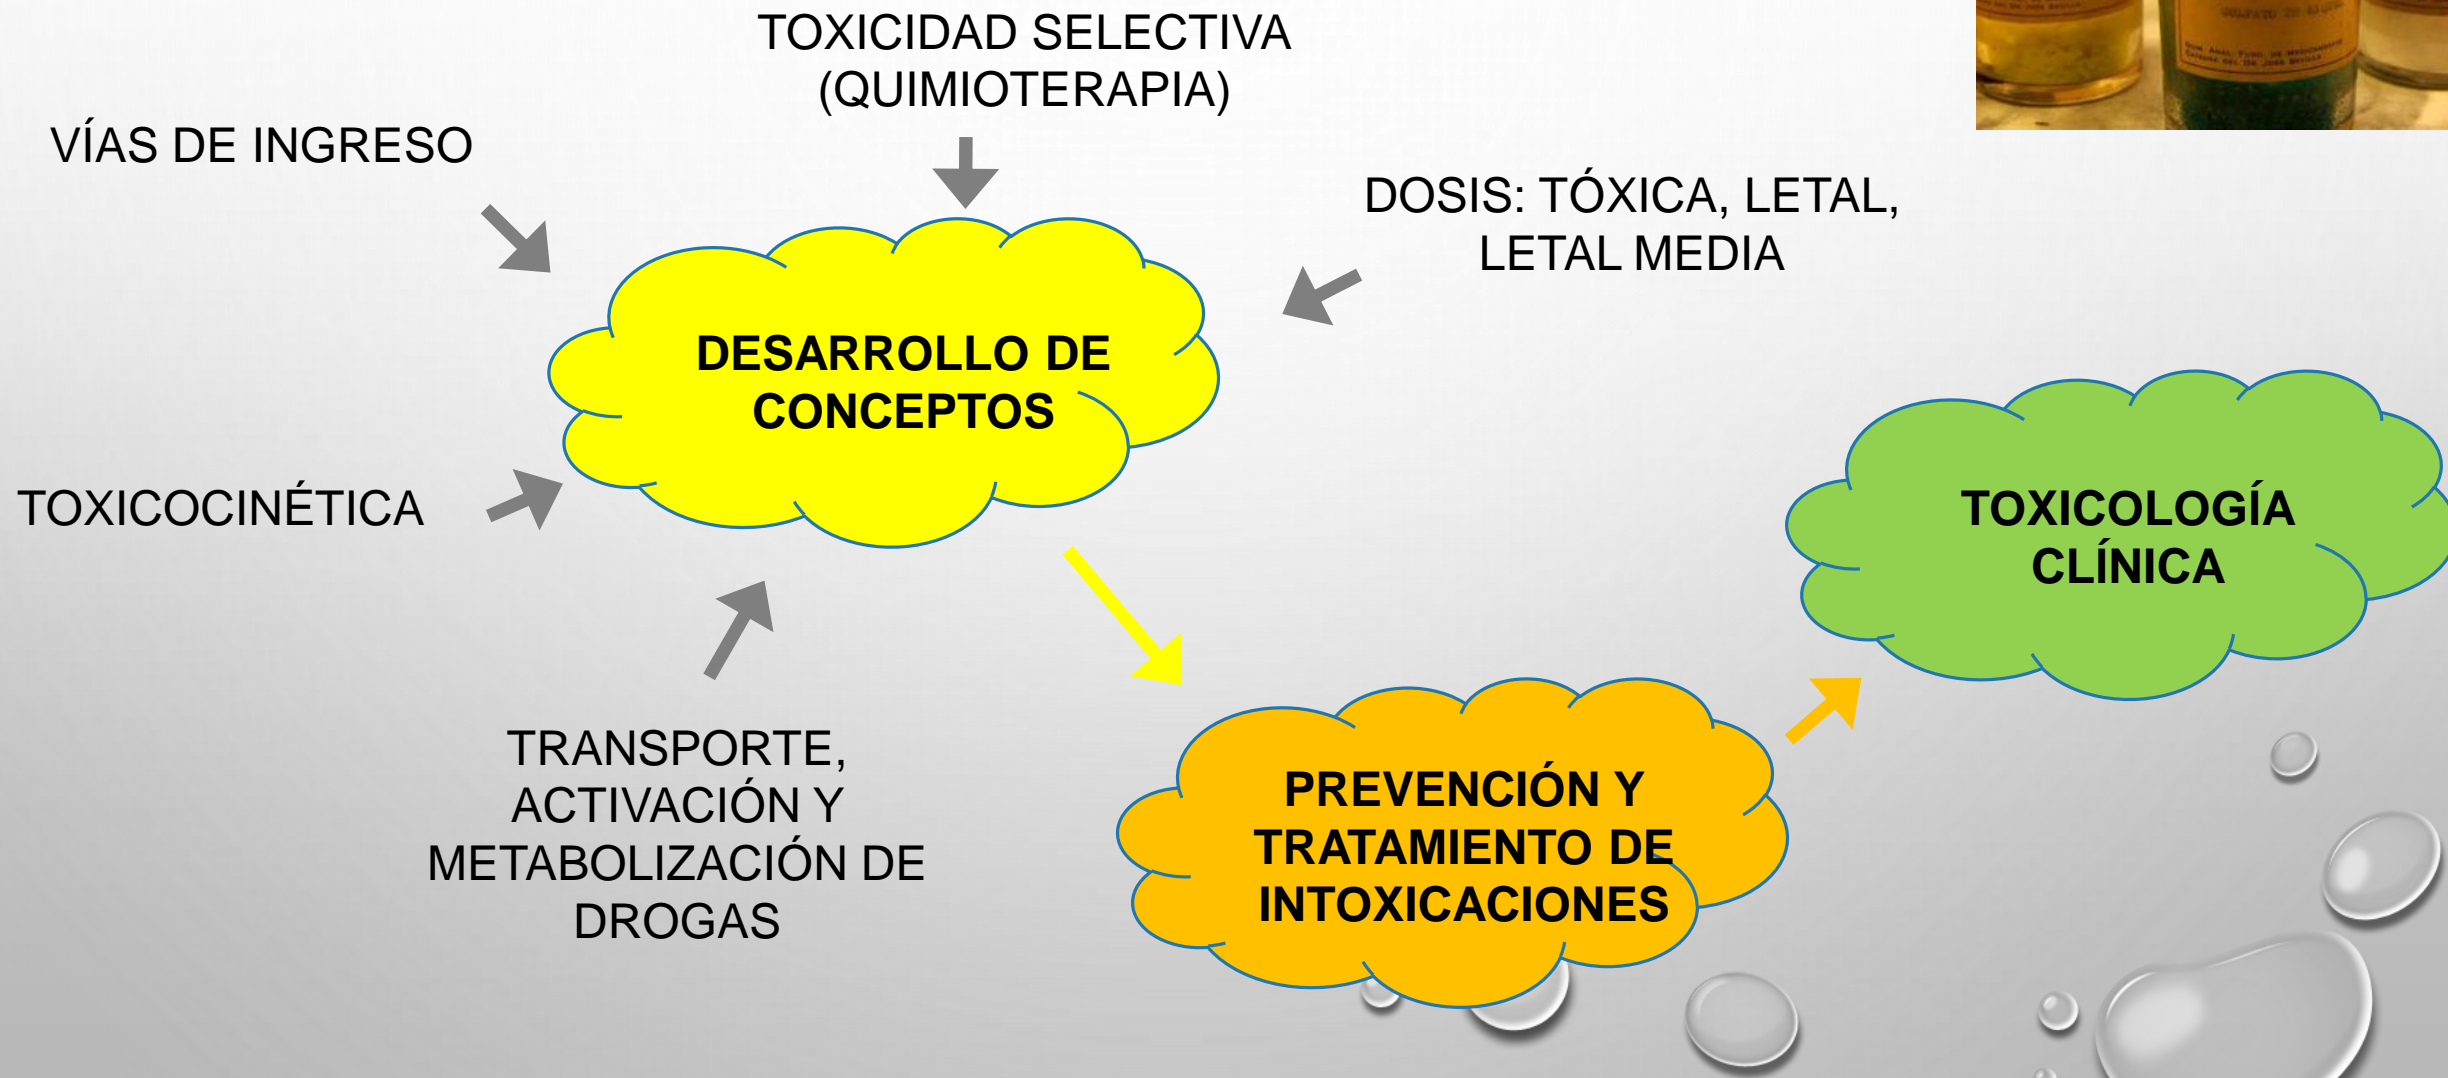 TOXICIDAD SELECTIVA
(QUIMIOTERAPIA)
VÍAS DE INGRESO
DOSIS: TÓXICA, LETAL,
LETAL MEDIA
DESARROLLO DE
CONCEPTOS
TOXICOCINÉTICA
TOXICOLOGÍA
CLÍNICA
TRANSPORTE,
ACTIVACIÓN Y
METABOLIZACIÓN DE
DROGAS
PREVENCIÓN Y
TRATAMIENTO DE
INTOXICACIONES